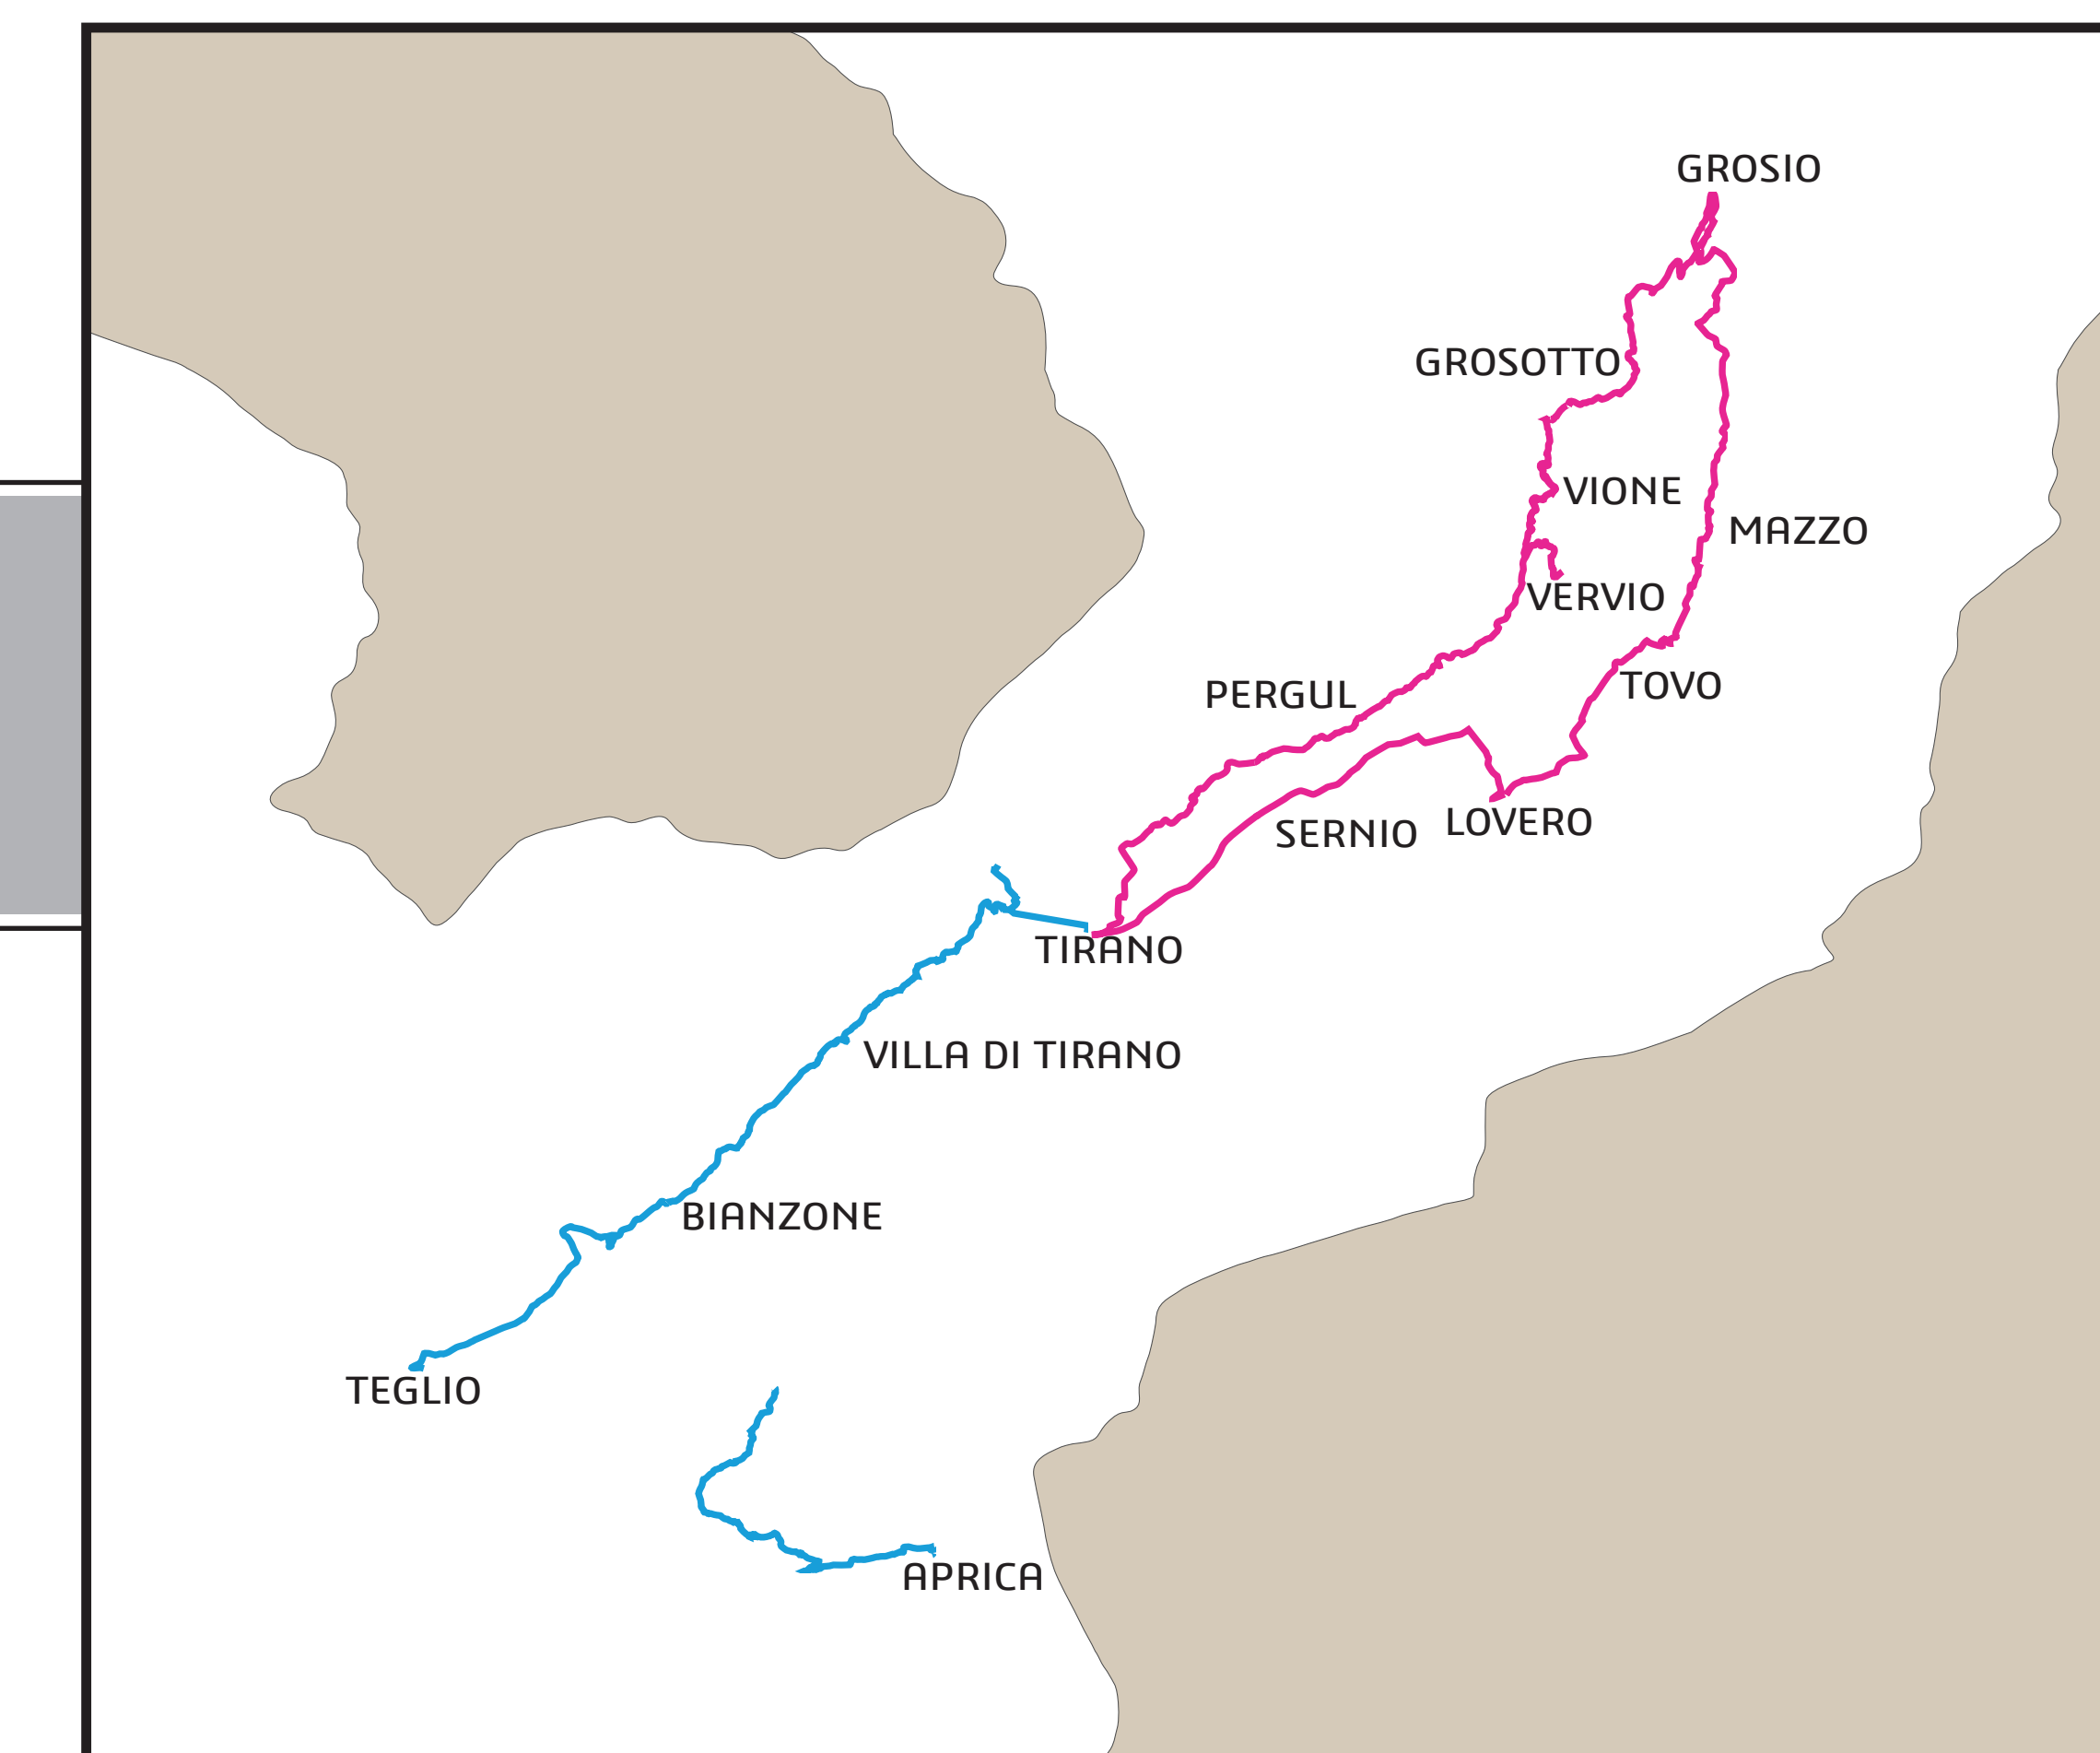 GROSIO
GROSOTTO
VIONE
MAZZO
VERVIO
TOVO
PERGUL
LOVERO
SERNIO
TIRANO
VILLA DI TIRANO
BIANZONE
TEGLIO
APRICA